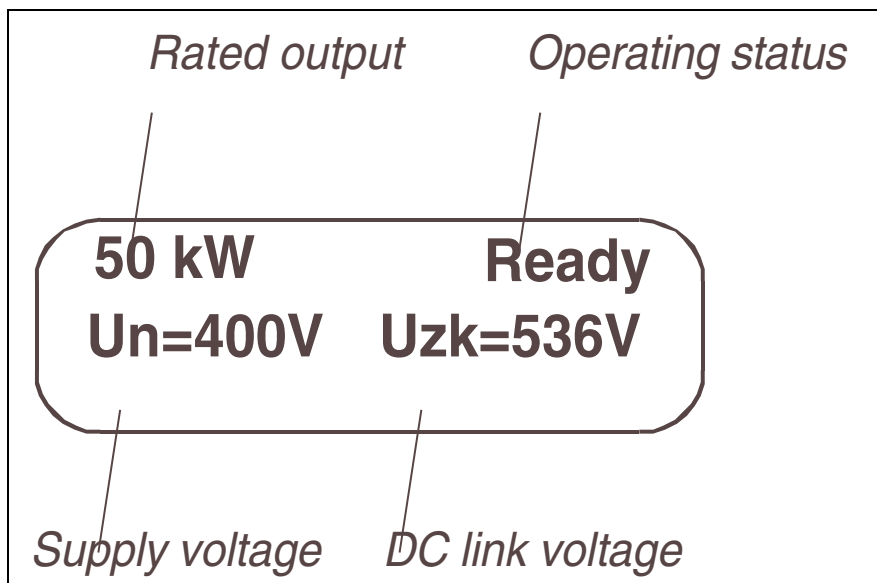 Rated output Operating status
50 kW Ready
Un=400V Uzk=536V
Supply voltage DC link voltage